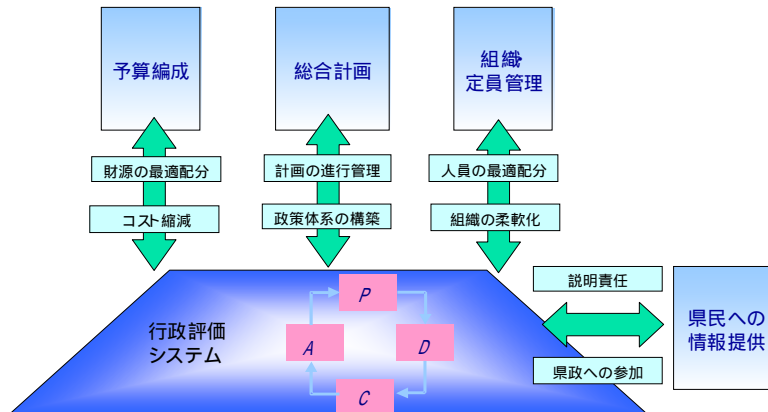 予算編成
総合計画
組織・
定員管理
財源の最適配分
計画の進行管理
人員の最適配分
コスト縮減
政策体系の構築
組織の柔軟化
説明責任
県民への
情報提供
県政への参加
行政評価
システム
P
A
D
C